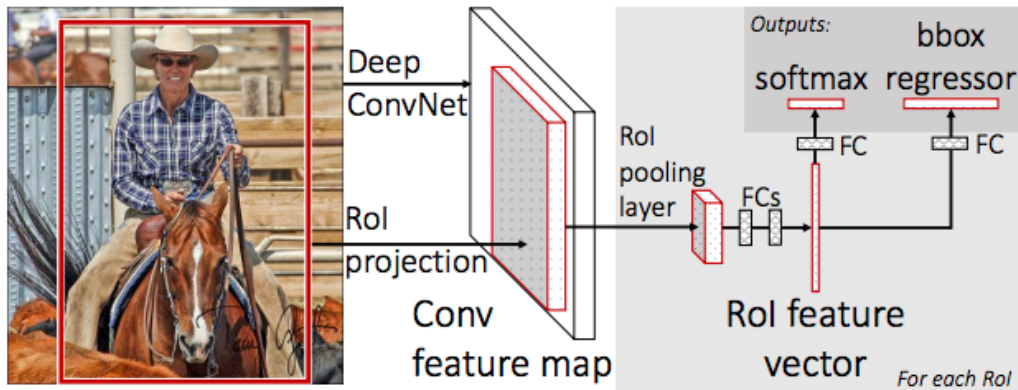 Deep
ConvNet
RoI
projection
Conv
feature map
RoI
pooling
layer
FCs
Outputs:
softmax
bbox
regressor
FC
FC
RoI feature
vector
For each RoI